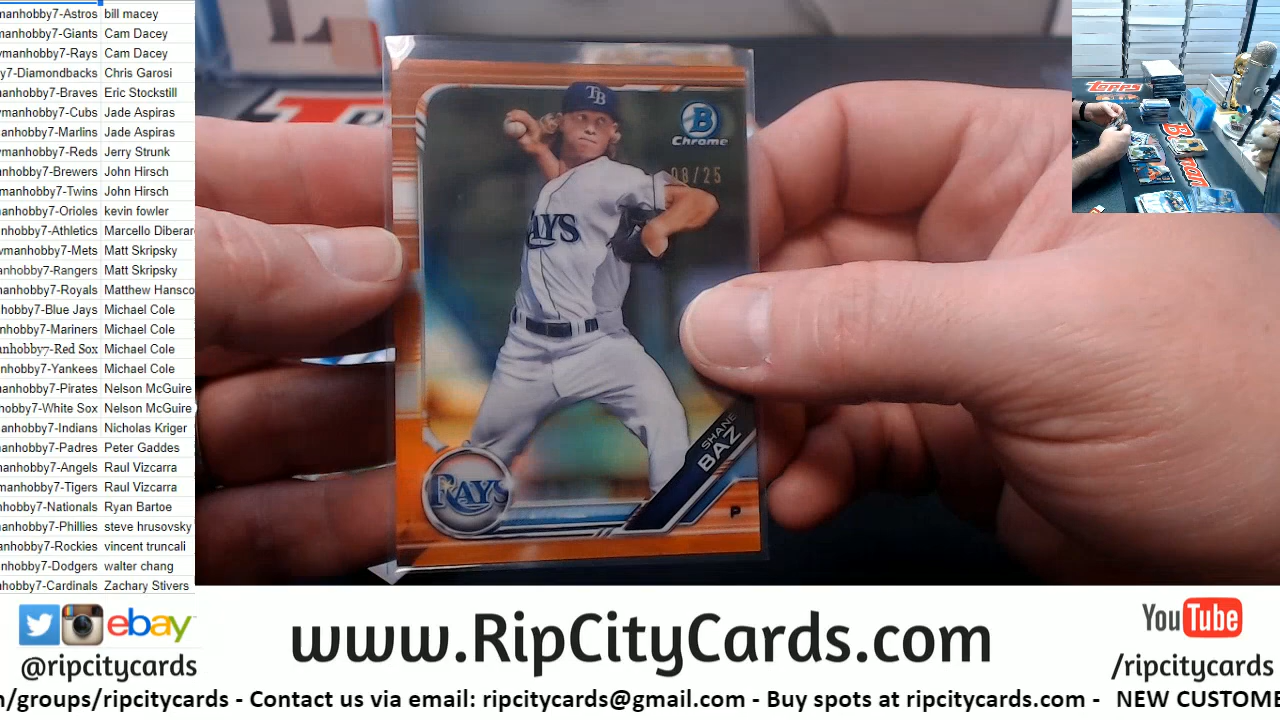 manhobby7-Astros bill macey
manhobby7-Giants Cam Dacey
vmanhobby7-Rays Cam Dacey
y7-Diamondbacks Chris Garosi
manhobby7-Braves Eric Stockstill
vmanhobby7-Cubs Jade Aspiras
manhobby7-Marlins Jade Aspiras
vmanhobby7-Reds Jerry Strunk
anhobby7-Brewers John Hirsch
manhobby7-Twins John Hirsch
anhobby7-Orioles kevin fowler
anhobby7-Athletics Marcello Diberar
vmanhobby7-Mets Matt Skripsky
anhobby7-Rangers Matt Skripsky
manhobby7-Royals Matthew Hansco
hobby7-Blue Jays Michael Cole
nhobby7-Mariners Michael Cole
anhobby7-Red Sox Michael Cole
anhobby7-Yankees Michael Cole
manhobby7-Pirates Nelson McGuire
hobby7-White Sox Nelson McGuire
manhobby7-Indians Nicholas Kriger
manhobby7-Padres Peter Gaddes
manhobby7-Angels Raul Vizcarra
manhobby7-Tigers Raul Vizcarra
nhobby7-Nationals Ryan Bartoe
manhobby7-Phillies steve hrusovsky
anhobby7-Rockies vincent truncali
anhobby7-Dodgers walter chang
hobby7-Cardinals Zachary Stivers
TB
B
Chrome
08/25
RAYS
SHANE
BAZ
RAYS
P
TOPPS
Bowman
ebay
@ripcitycards
www.RipCityCards.com
YouTube
/ripcitycards
n/groups/ripcitycards - Contact us via email: ripcitycards@gmail.com - Buy spots at ripcitycards.com - NEW CUSTOME